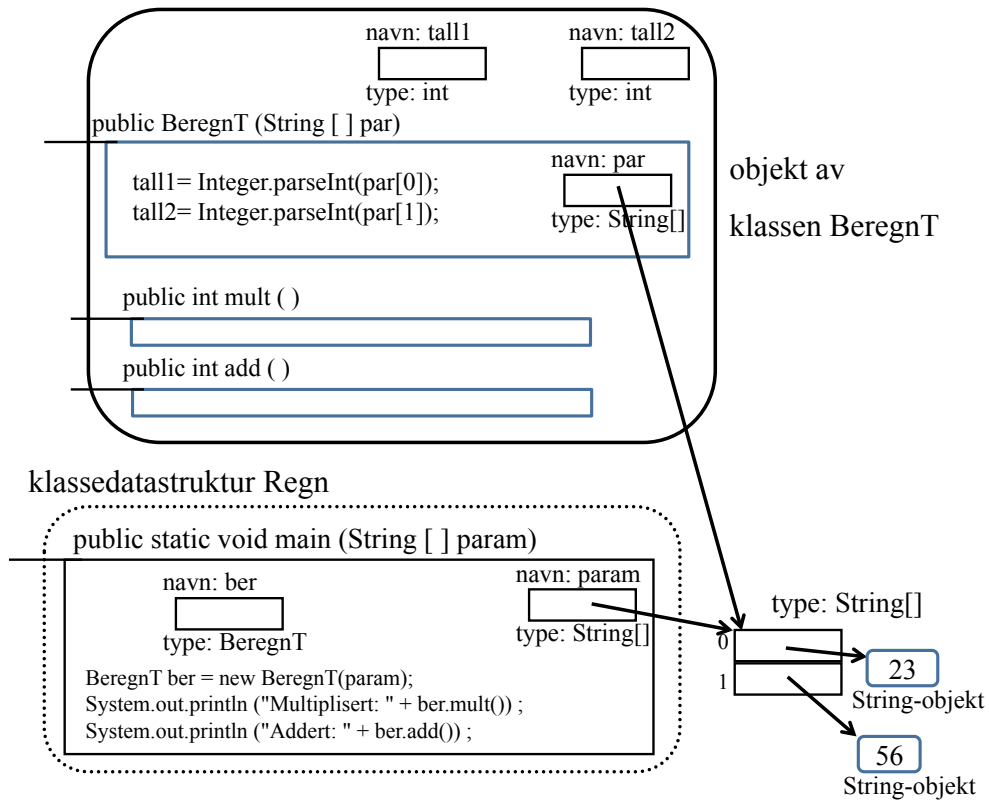 navn: tall1
navn: tall2
type: int
type: int
public BeregnT (String [ ] par)
navn: par
tall1= Integer.parseInt(par[0]);
tall2= Integer.parseInt(par[1]);
type: String[]
objekt av
klassen BeregnT
public int mult ( )
public int add ( )
klassedatastruktur Regn
public static void main (String [ ] param)
navn: ber
type: BeregnT
navn: param
type: String[]
BeregnT ber = new BeregnT(param);
System.out.println ("Multiplisert: " + ber.mult()) ;
System.out.println ("Addert: " + ber.add()) ;
type: String[]
0
1
23
String-objekt
56
String-objekt